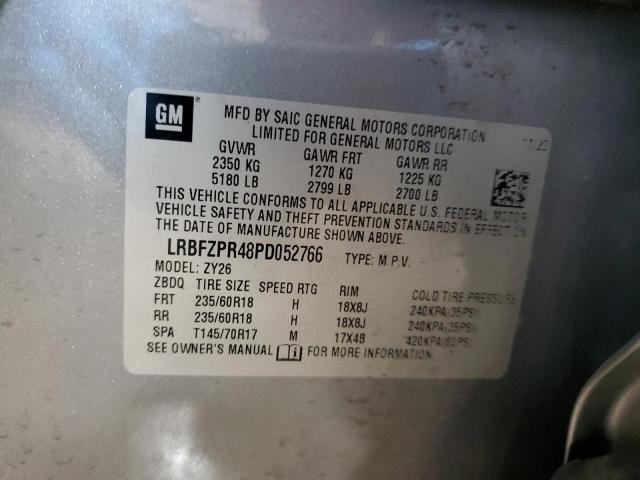 GM
MFD BY SAIC GENERAL MOTORS CORPORATION
LIMITED FOR GENERAL MOTORS LLC
11/22
GVWR GAWR FRT GAWR RR
2350 KG 1270 KG 1225 KG
5180 LB 2799 LB 2700 LB
THIS VEHICLE CONFORMS TO ALL APPLICABLE U.S. FEDERAL MOTOR
VEHICLE SAFETY AND THEFT PREVENTION STANDARDS IN EFFECT ON
THE DATE OF MANUFACTURE SHOWN ABOVE.
LRBFZPR48PD052766 TYPE: M.P.V.
MODEL: ZY26
ZBDQ TIRE SIZE SPEED RTG RIM COLD TIRE PRESSURE
FRT 235/60R18 H 18X8J 240KPA(35PSI)
RR 235/60R18 H 18X8J 240KPA(35PSI)
SPA T145/70R17 M 17X4B 420KPA(60PSI)
SEE OWNER'S MANUAL FOR MORE INFORMATION.